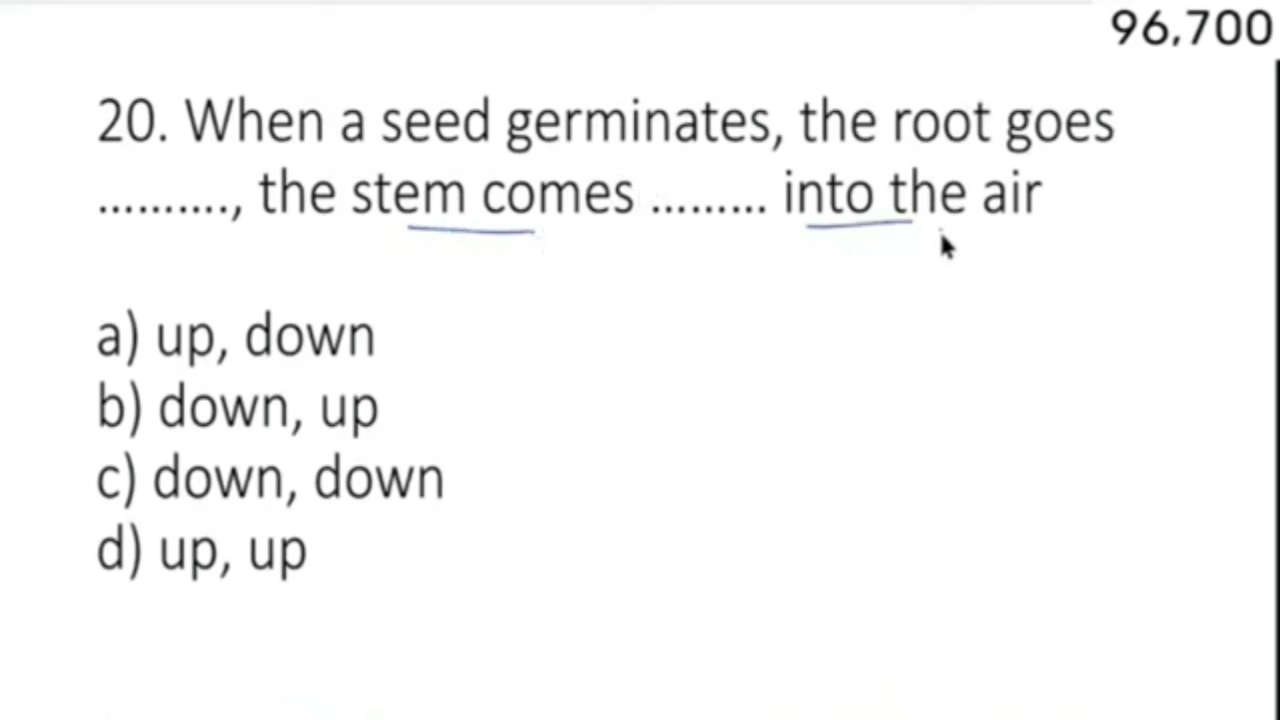 96,700
20. When a seed germinates, the root goes
.........., the stem comes ......... into the air
a) up, down
b) down, up
c) down, down
d) up, up